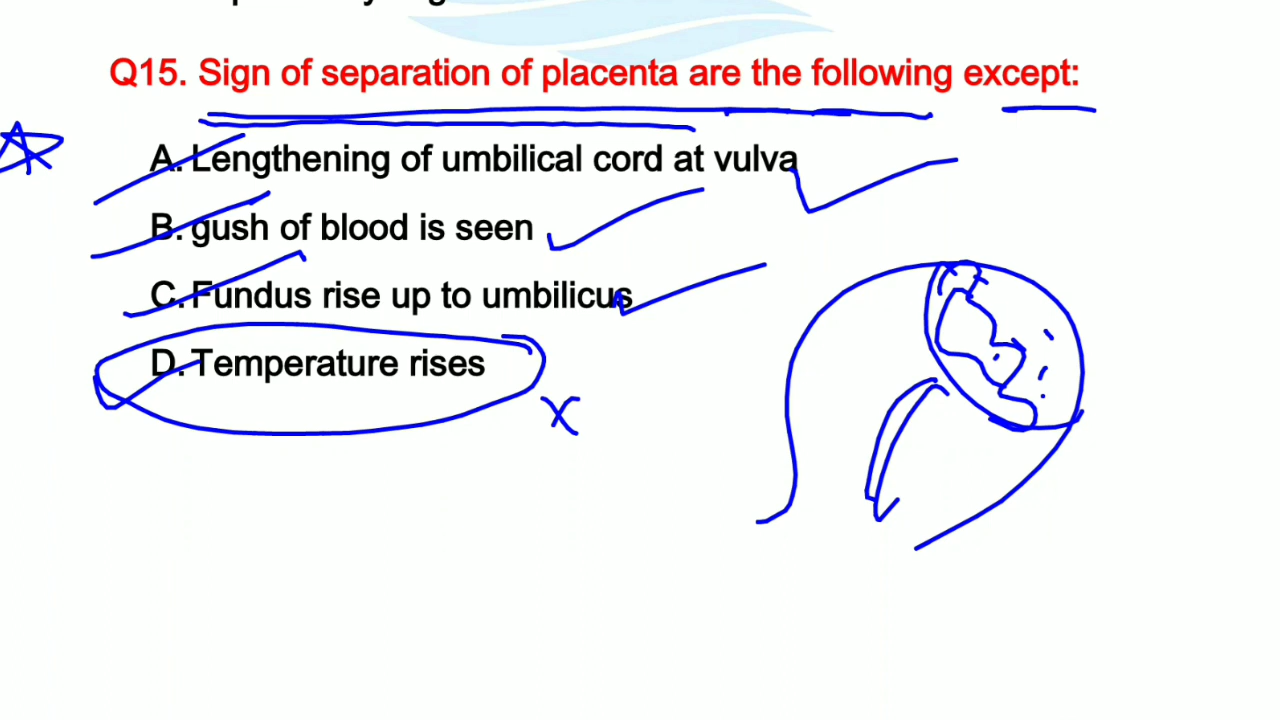 Q15. Sign of separation of placenta are the following except:
A. Lengthening of umbilical cord at vulva
B. gush of blood is seen
C. Fundus rise up to umbilicus
D. Temperature rises
X